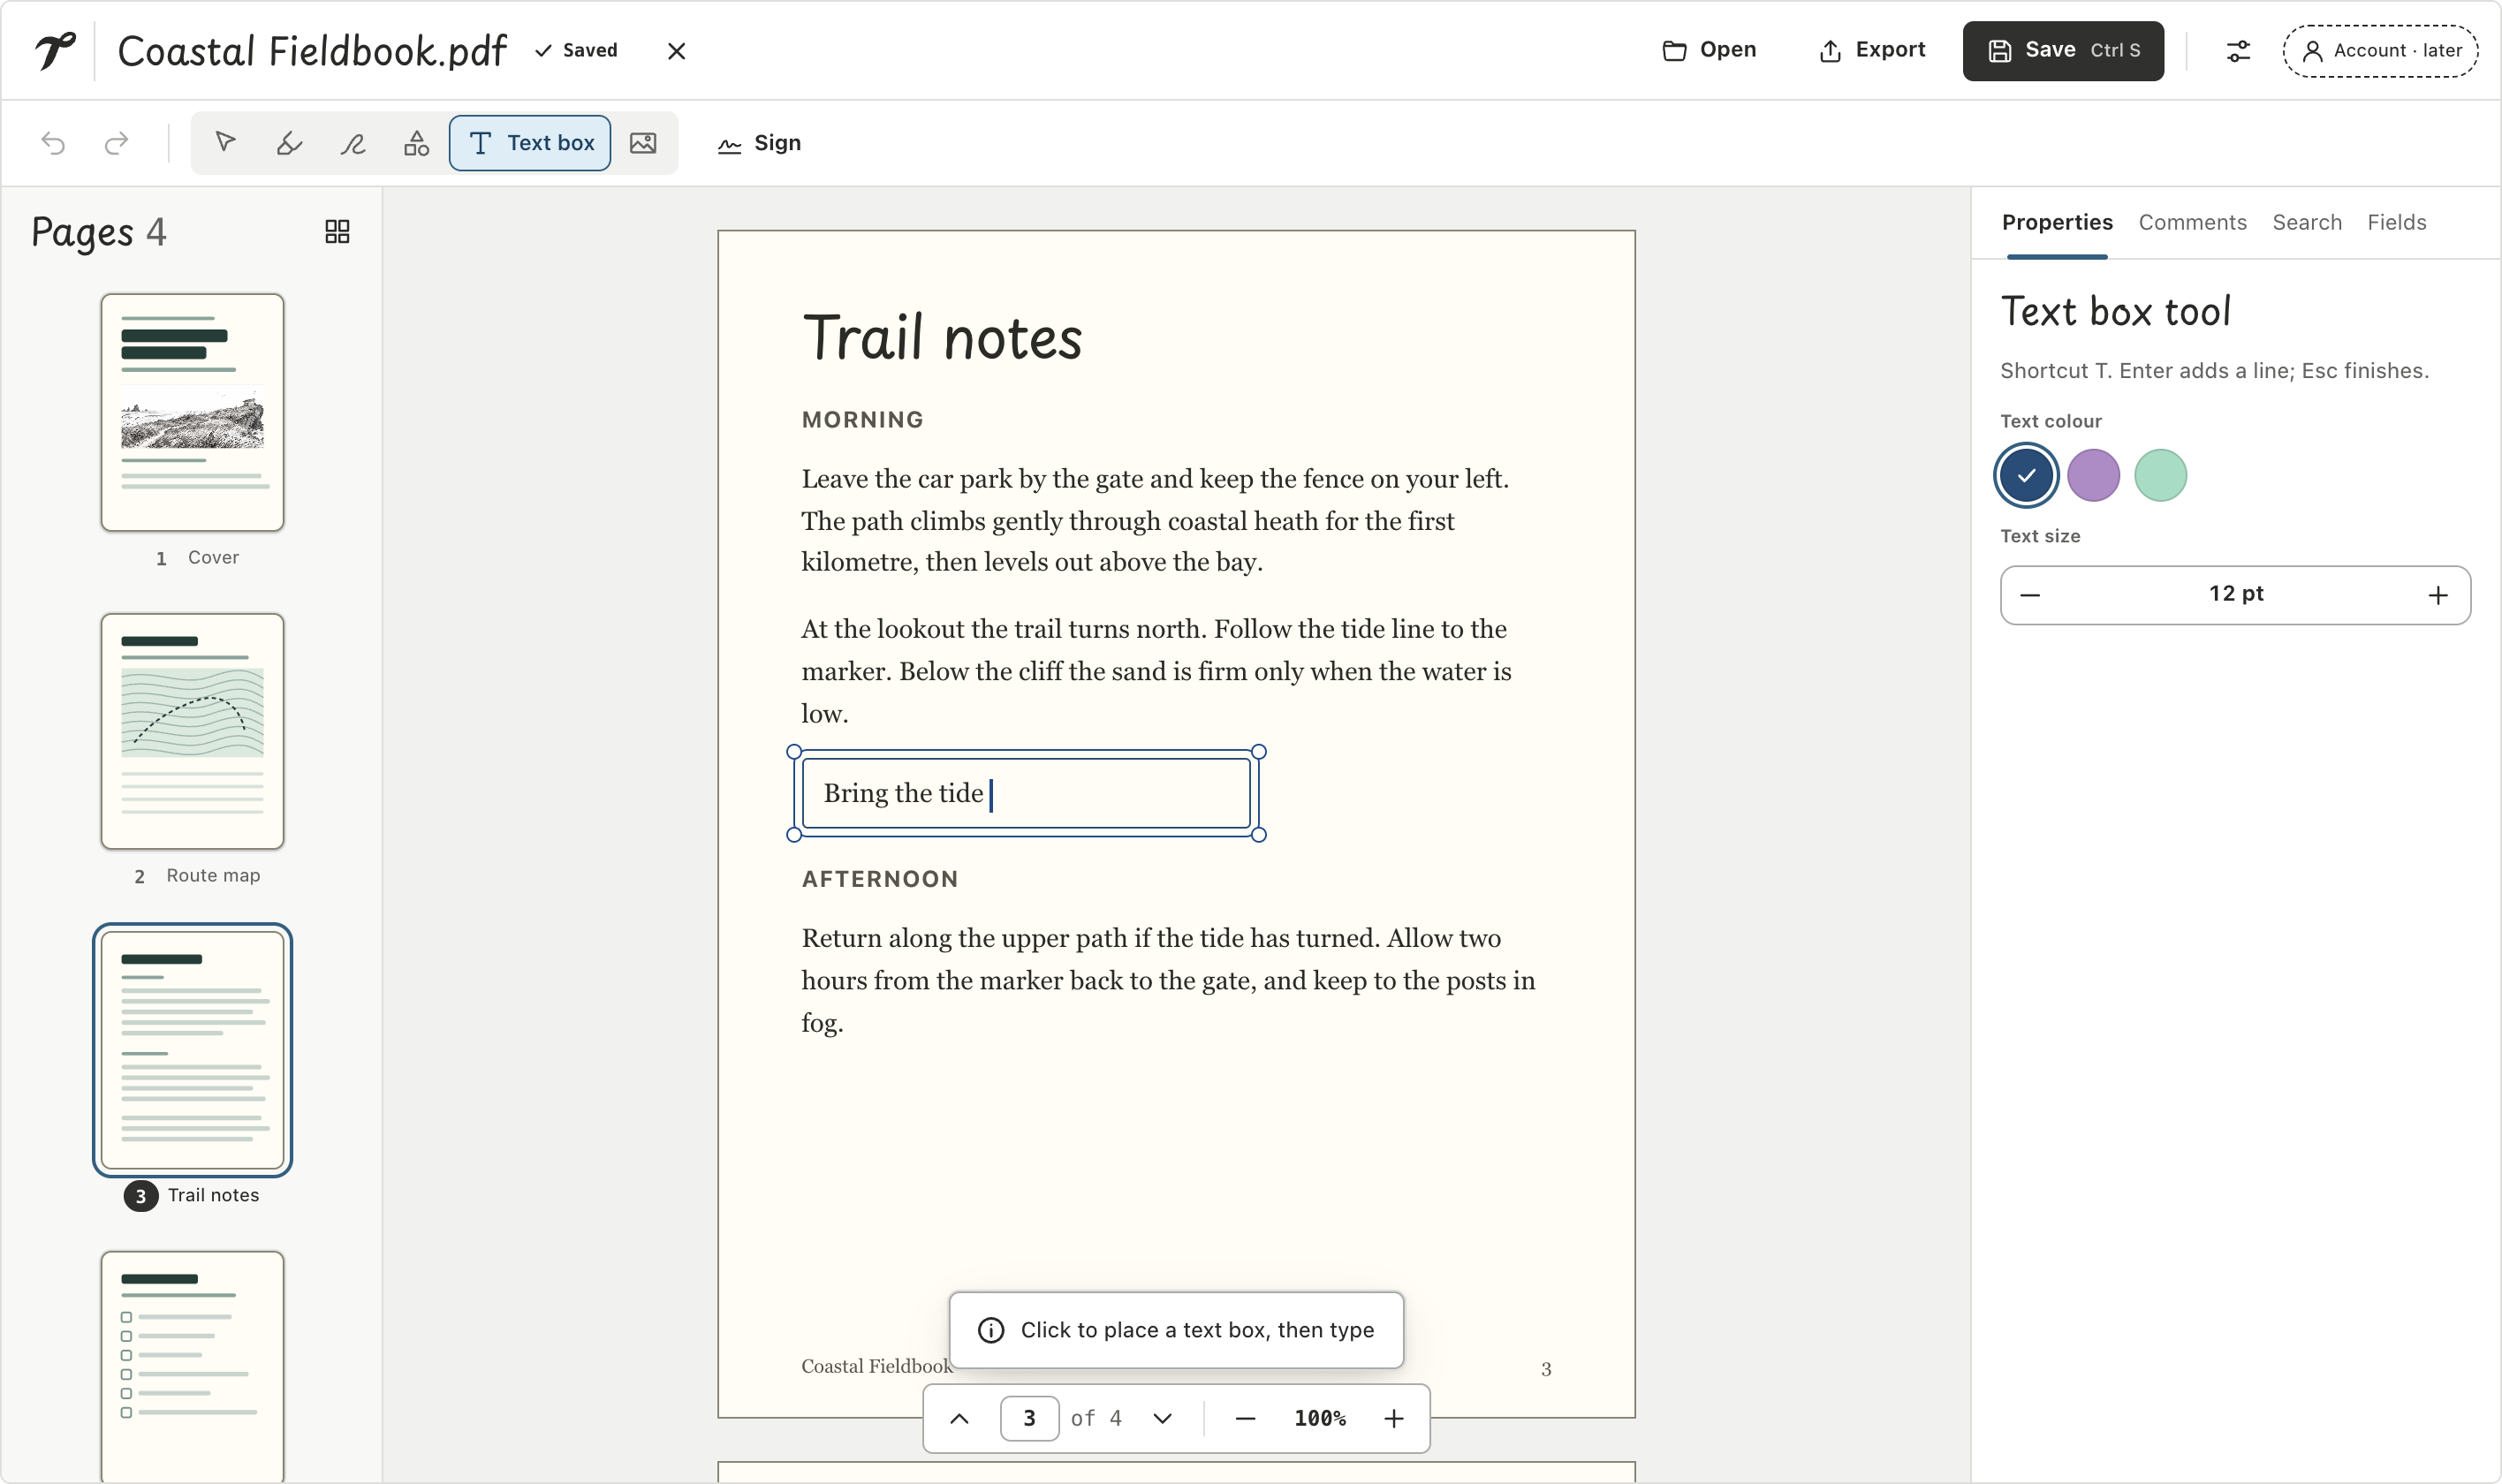 Coastal Fieldbook.pdf
Saved
Open
Export
Save Ctrl S
Account · later
Text box
Sign
Pages 4
1 Cover
2 Route map
3 Trail notes
Trail notes
MORNING
Leave the car park by the gate and keep the fence on your left.
The path climbs gently through coastal heath for the first
kilometre, then levels out above the bay.
At the lookout the trail turns north. Follow the tide line to the
marker. Below the cliff the sand is firm only when the water is
low.
Bring the tide
AFTERNOON
Return along the upper path if the tide has turned. Allow two
hours from the marker back to the gate, and keep to the posts in
fog.
Click to place a text box, then type
Coastal Fieldbook
3
3 of 4
100%
Properties Comments Search Fields
Text box tool
Shortcut T. Enter adds a line; Esc finishes.
Text colour
Text size
12 pt